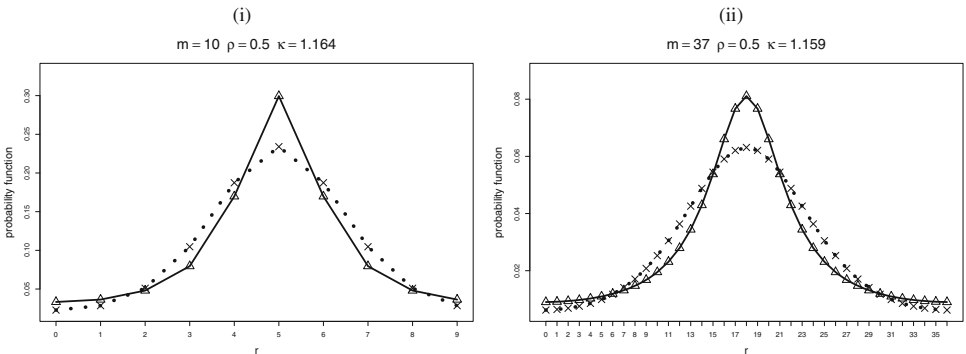 (i)
m = 10 ρ = 0.5 κ = 1.164
probability function
0.05 0.10 0.15 0.20 0.25 0.30
0 1 2 3 4 5 6 7 8 9
r
(ii)
m = 37 ρ = 0.5 κ = 1.159
probability function
0.02 0.04 0.06 0.08
0 1 2 3 4 5 6 7 8 9 11 13 15 17 19 21 23 25 27 29 31 33 35
r